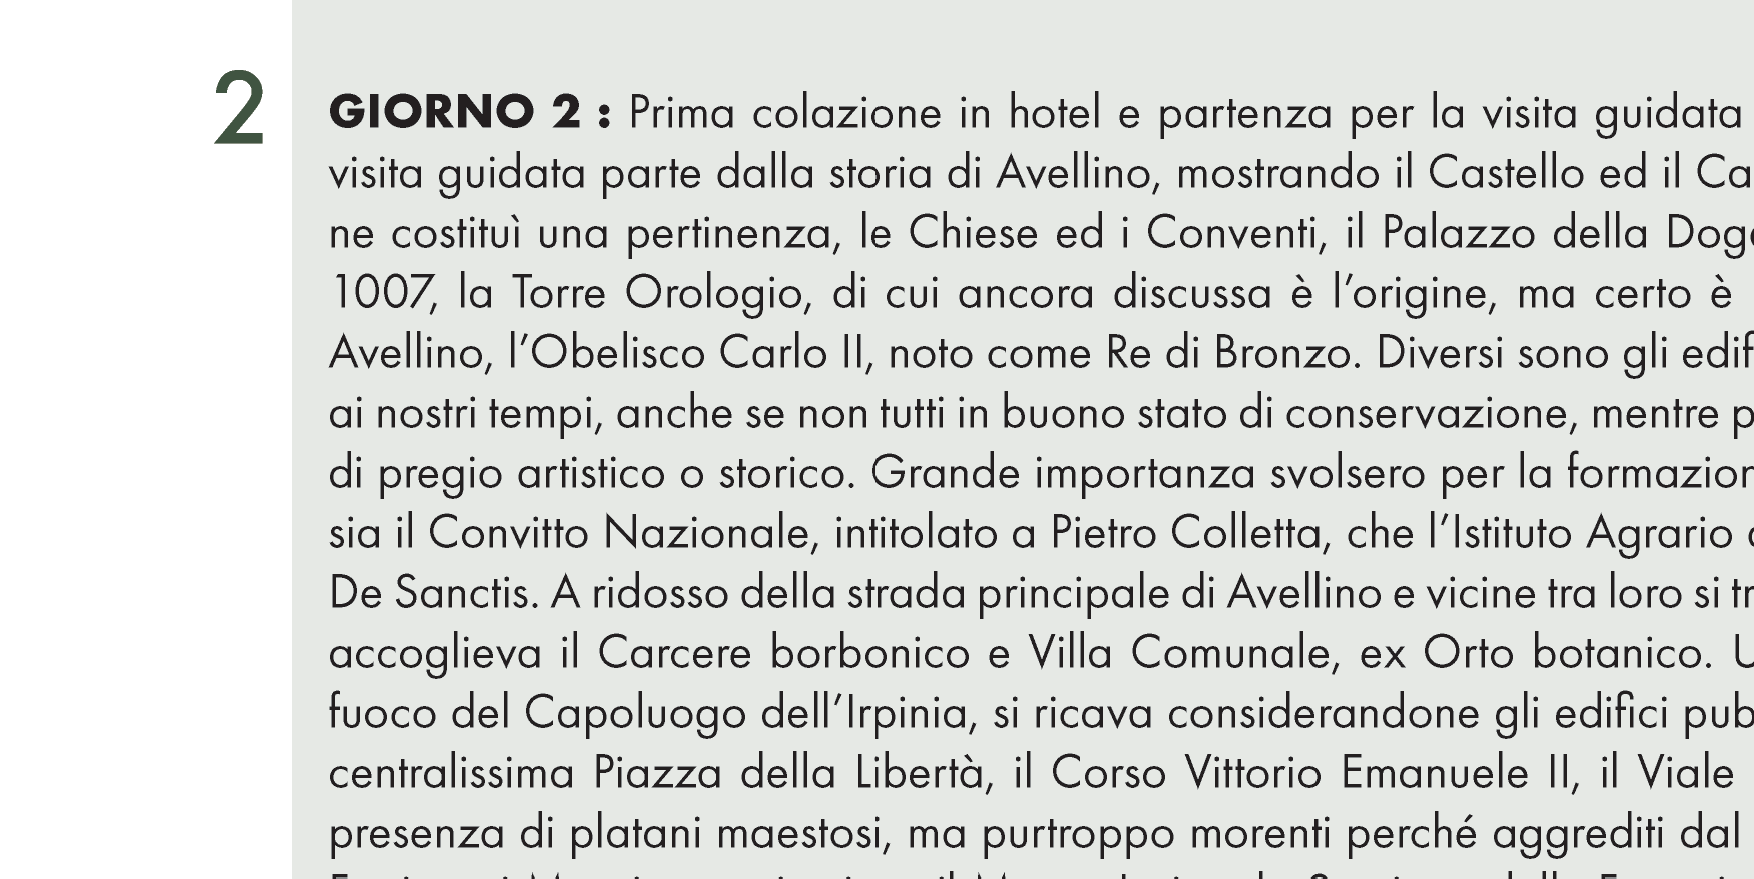 2
GIORNO 2 : Prima colazione in hotel e partenza per la visita guidata
visita guidata parte dalla storia di Avellino, mostrando il Castello ed il
ne costituì una pertinenza, le Chiese ed i Conventi, il Palazzo della
1007, la Torre Orologio, di cui ancora discussa è l’origine, ma certo è
Avellino, l’Obelisco Carlo II, noto come Re di Bronzo. Diversi sono gli
ai nostri tempi, anche se non tutti in buono stato di conservazione, mentre
di pregio artistico o storico. Grande importanza svolsero per la
sia il Convitto Nazionale, intitolato a Pietro Colletta, che l’Istituto Agrario
De Sanctis. A ridosso della strada principale di Avellino e vicine tra loro si
accoglieva il Carcere borbonico e Villa Comunale, ex Orto botanico.
fuoco del Capoluogo dell’Irpinia, si ricava considerandone gli edifici
centralissima Piazza della Libertà, il Corso Vittorio Emanuele II, il Viale
presenza di platani maestosi, ma purtroppo morenti perché aggrediti dal